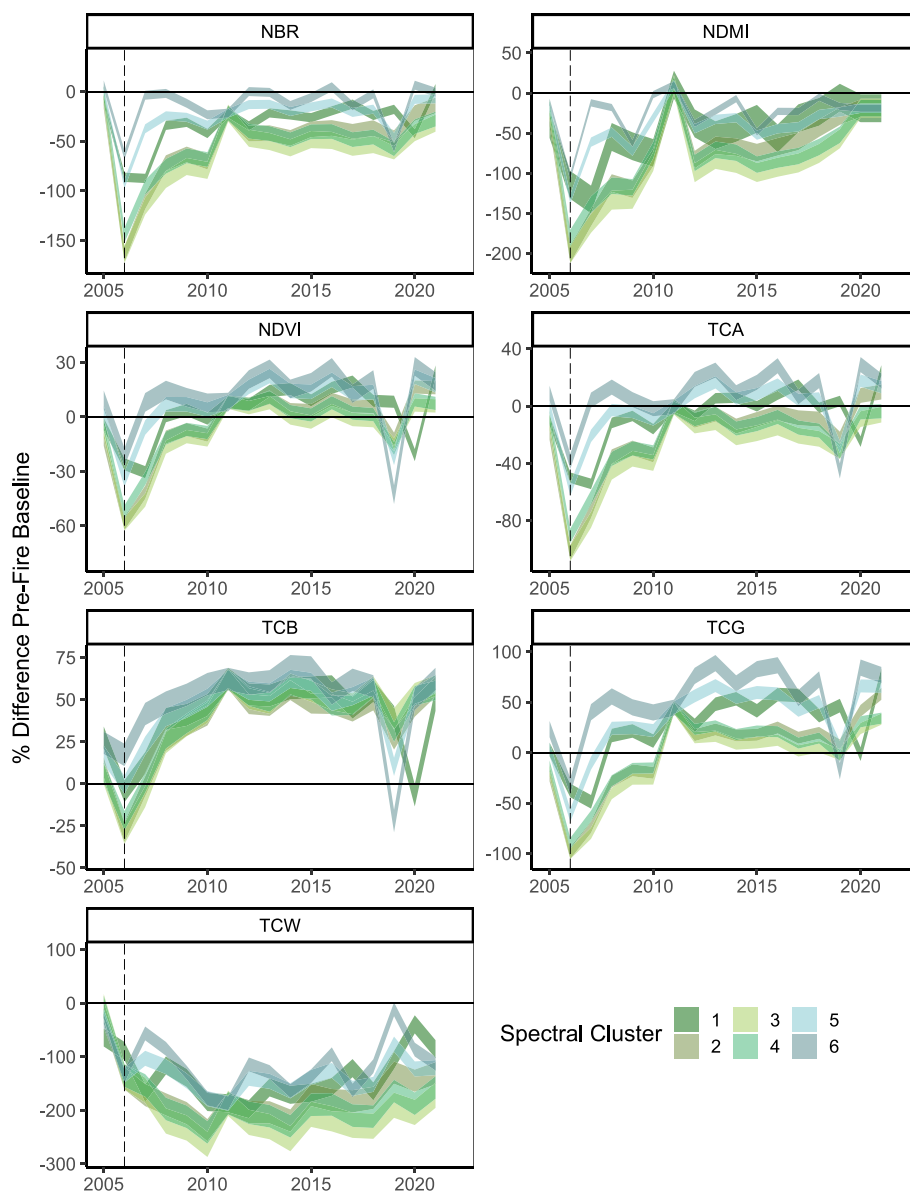 NBR
NDMI
0
-50
-100
-150
2005 2010 2015 2020
50
0
-50
-100
-150
-200
2005 2010 2015 2020
NDVI
TCA
30
0
-30
-60
2005 2010 2015 2020
40
0
-40
-80
2005 2010 2015 2020
% Difference Pre-Fire Baseline
TCB
TCG
75
50
25
0
-25
-50
2005 2010 2015 2020
100
50
0
-50
-100
2005 2010 2015 2020
TCW
100
0
-100
-200
-300
2005 2010 2015 2020
Spectral Cluster
1 3 5
2 4 6